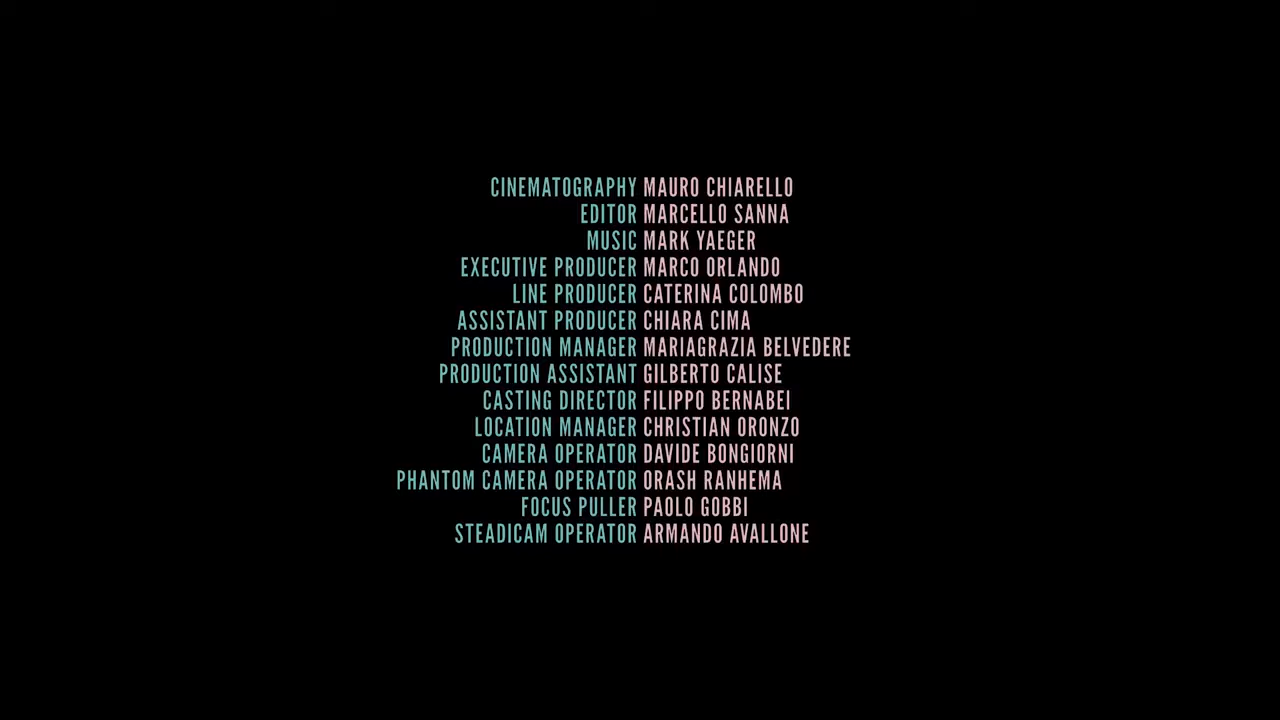 CINEMATOGRAPHY MAURO CHIARELLO
EDITOR MARCELLO SANNA
MUSIC MARK YAEGER
EXECUTIVE PRODUCER MARCO ORLANDO
LINE PRODUCER CATERINA COLOMBO
ASSISTANT PRODUCER CHIARA CIMA
PRODUCTION MANAGER MARIAGRAZIA BELVEDERE
PRODUCTION ASSISTANT GILBERTO CALISE
CASTING DIRECTOR FILIPPO BERNABEI
LOCATION MANAGER CHRISTIAN ORONZO
CAMERA OPERATOR DAVIDE BONGIORNI
PHANTOM CAMERA OPERATOR ORASH RANHEMA
FOCUS PULLER PAOLO GOBBI
STEADICAM OPERATOR ARMANDO AVALLONE